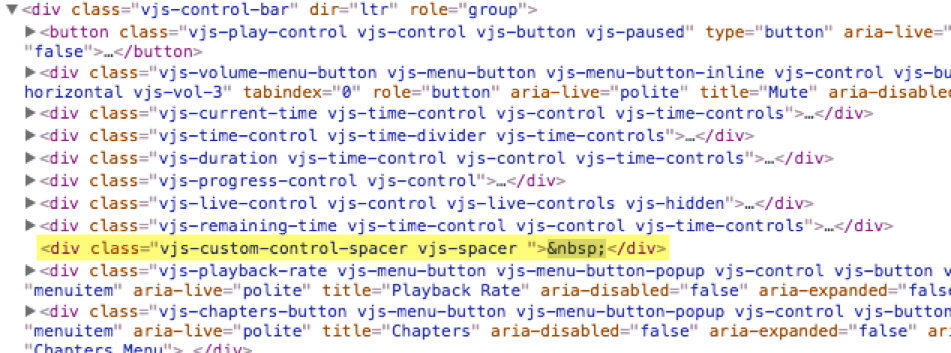 ▼<div class="vjs-control-bar" dir="ltr" role="group">
▶<button class="vjs-play-control vjs-control vjs-button vjs-paused" type="button" aria-live="
"false">…</button>
▶<div class="vjs-volume-menu-button vjs-menu-button vjs-menu-button-inline vjs-control vjs-bu
horizontal vjs-vol-3" tabindex="0" role="button" aria-live="polite" title="Mute" aria-disabled
▶<div class="vjs-current-time vjs-time-control vjs-control vjs-time-controls">…</div>
▶<div class="vjs-time-control vjs-time-divider vjs-time-controls">…</div>
▶<div class="vjs-duration vjs-time-control vjs-control vjs-time-controls">…</div>
▶<div class="vjs-progress-control vjs-control">…</div>
▶<div class="vjs-live-control vjs-control vjs-live-controls vjs-hidden">…</div>
▶<div class="vjs-remaining-time vjs-time-control vjs-control vjs-time-controls">…</div>
<div class="vjs-custom-control-spacer vjs-spacer ">&nbsp;</div>
▶<div class="vjs-playback-rate vjs-menu-button vjs-menu-button-popup vjs-control vjs-button v
"menuitem" aria-live="polite" title="Playback Rate" aria-disabled="false" aria-expanded="false
▶<div class="vjs-chapters-button vjs-menu-button vjs-menu-button-popup vjs-control vjs-button
"menuitem" aria-live="polite" title="Chapters" aria-disabled="false" aria-expanded="false" ar
"Chapters Menu">…</div>